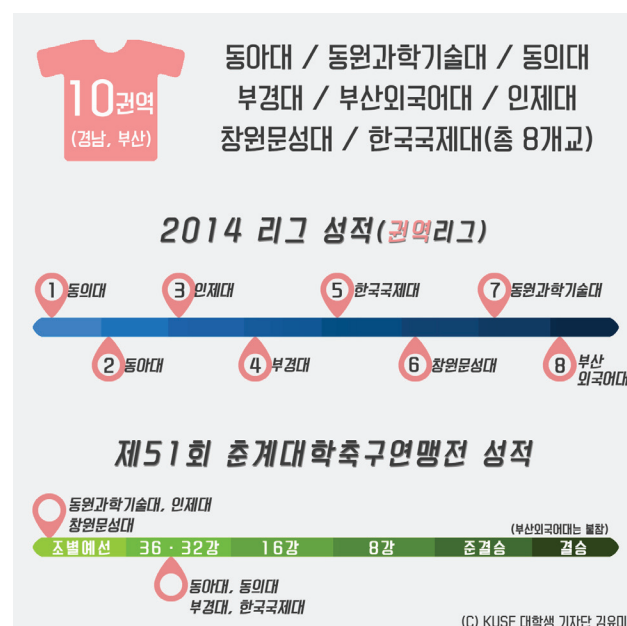 10권역
(경남, 부산)
동아대 / 동원과학기술대 / 동의대
부경대 / 부산외국어대 / 인제대
창원문성대 / 한국국제대(총 8개교)
2014 리그 성적(권역리그)
1 동의대
3 인제대
5 한국국제대
7 동원과학기술대
2 동아대
4 부경대
6 창원문성대
8 부산
외국어대
제51회 춘계대학축구연맹전 성적
동원과학기술대, 인제대
창원문성대
(부산외국어대는 불참)
조별예선 36 · 32강 16강 8강 준결승 결승
동아대, 동의대
부경대, 한국국제대
(C) KUSF 대학생 기자단 김유미